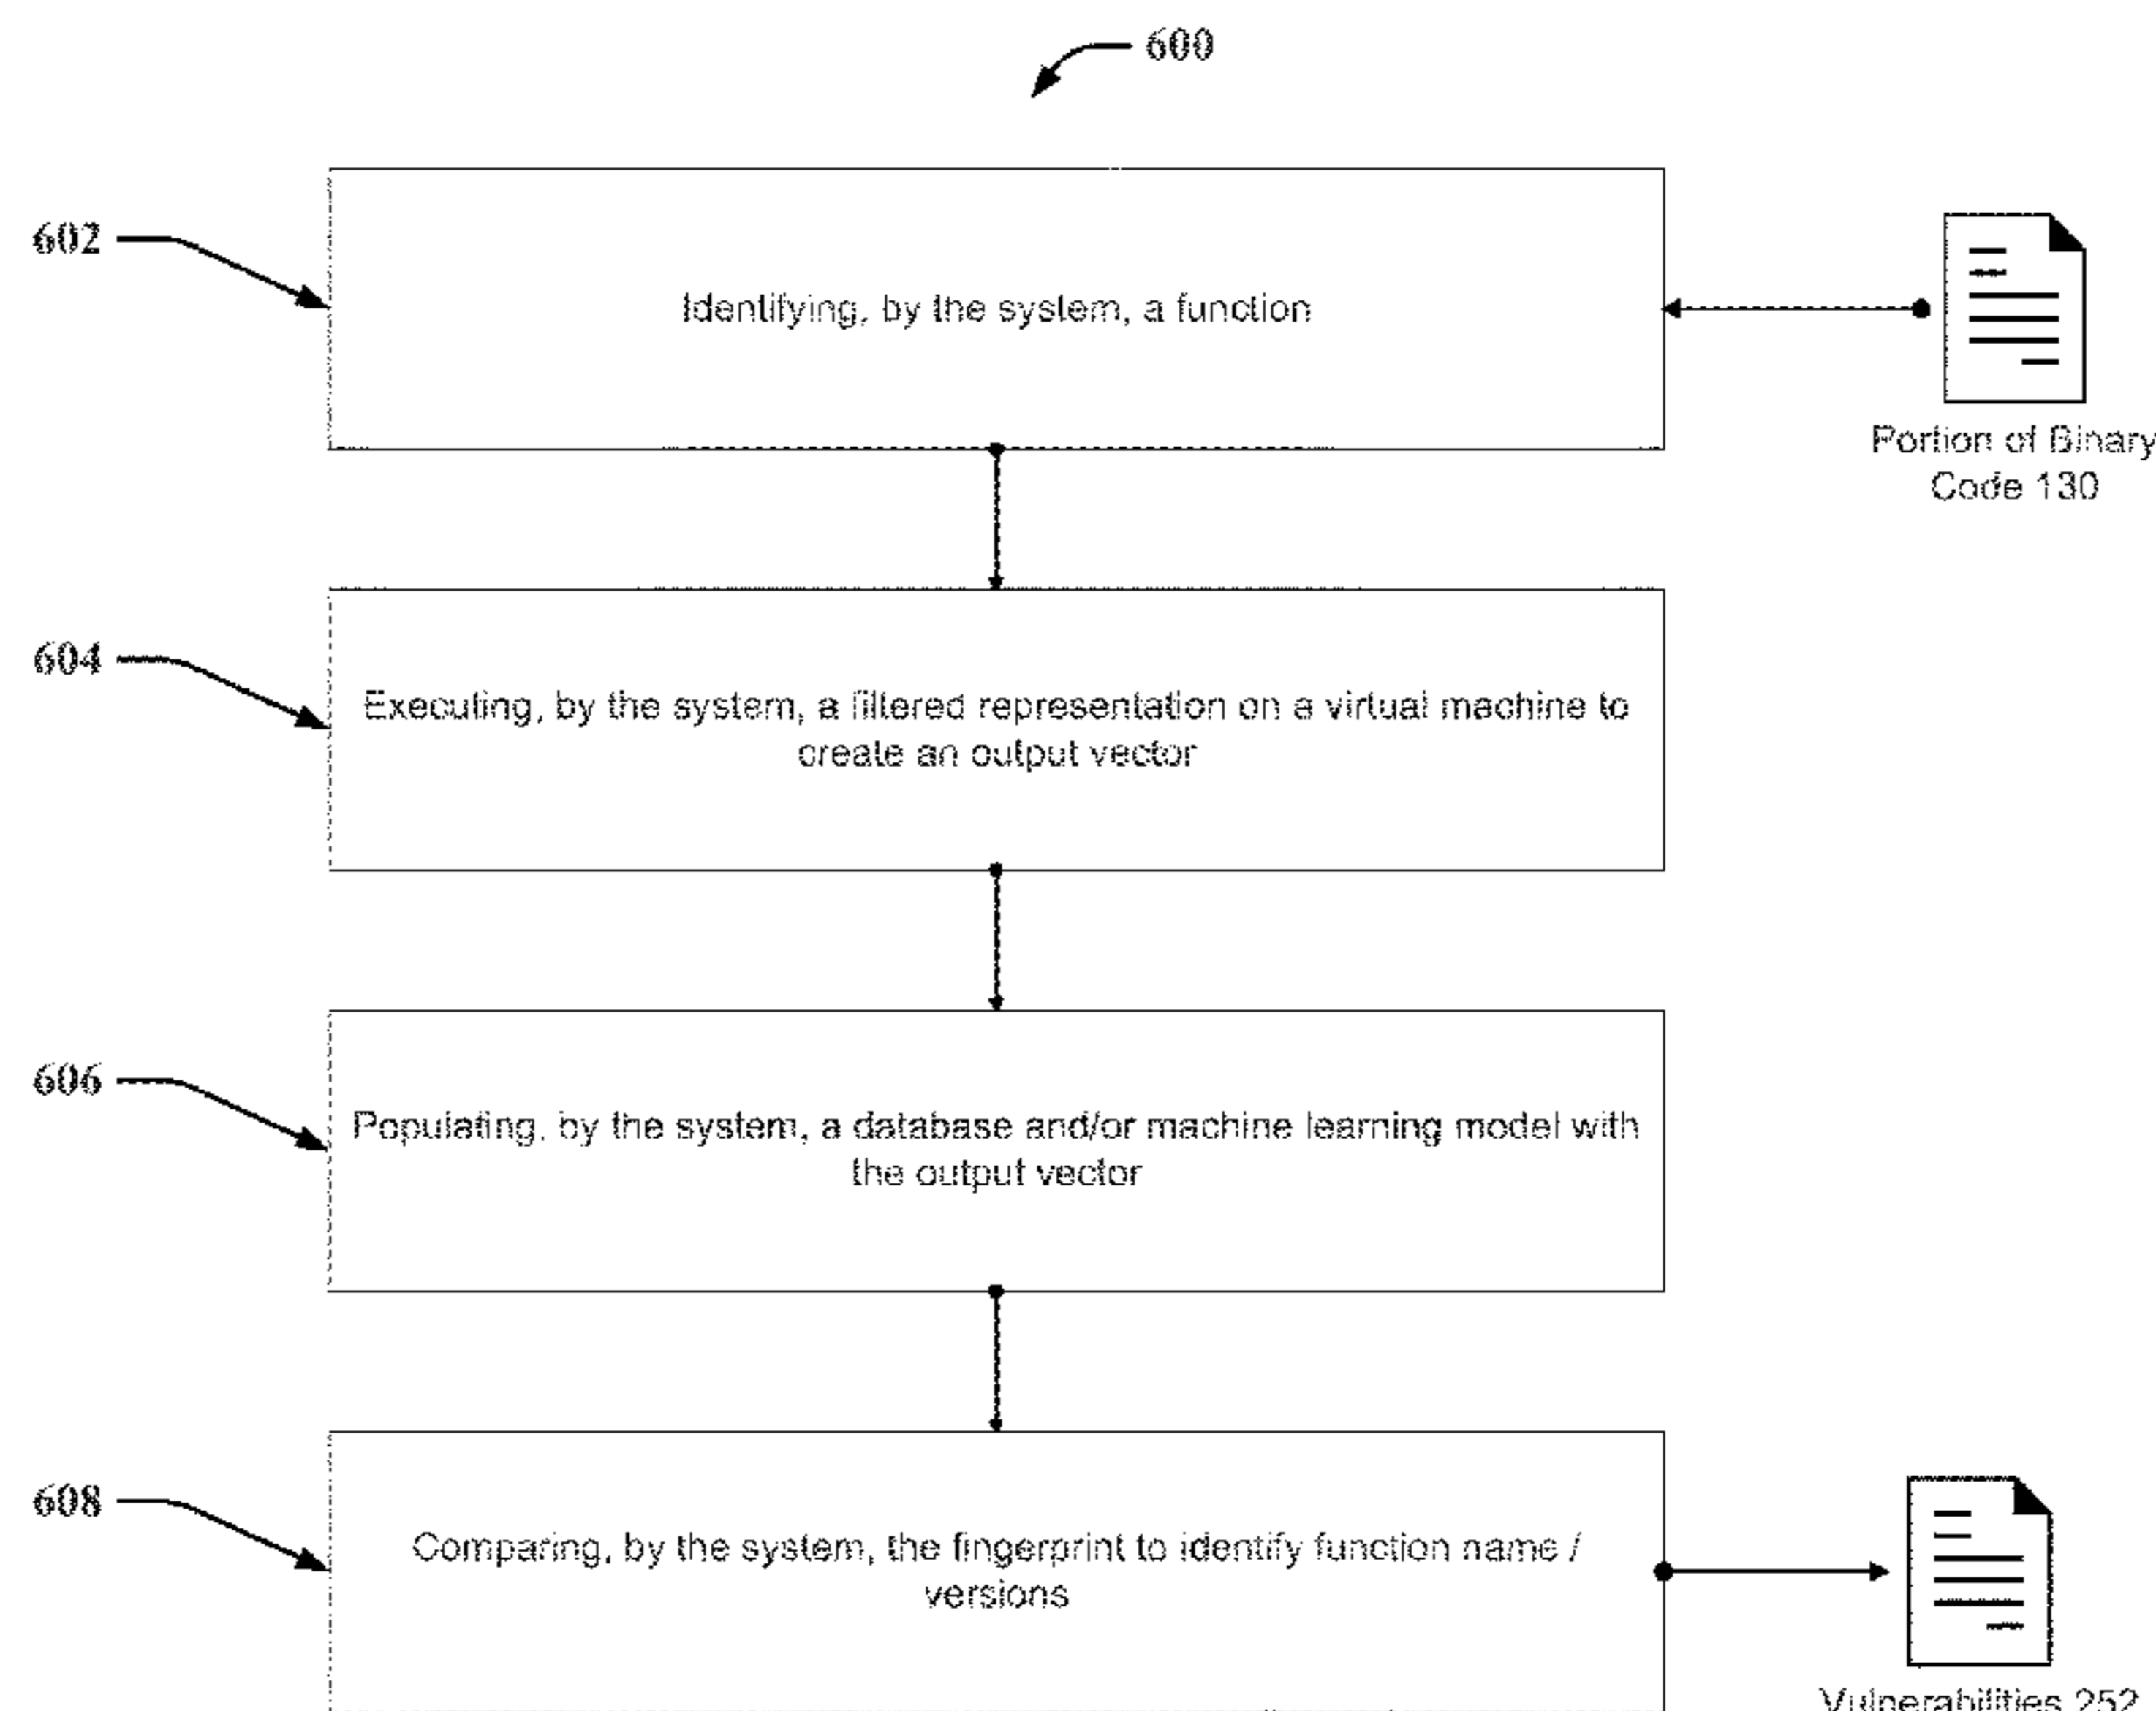 600
602
Identifying, by the system, a function
Portion of Binary
Code 130
604
Executing, by the system, a filtered representation on a virtual machine to
create an output vector
606
Populating, by the system, a database and/or machine learning model with
the output vector
608
Comparing, by the system, the fingerprint to identify function name /
versions
Vulnerabilities 252